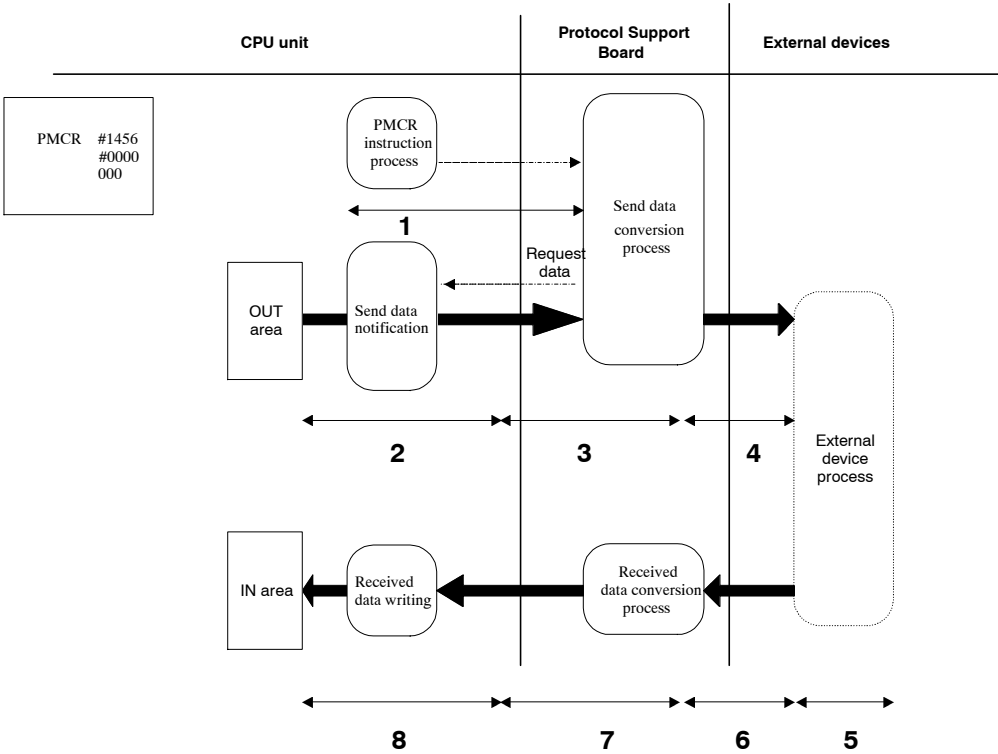 CPU unit
Protocol Support
Board
External devices
PMCR #1456
#0000
000
PMCR
instruction
process
1
Send data
conversion
process
Request
data
OUT
area
Send data
notification
2
3
4
External
device
process
IN area
Received
data writing
Received
data conversion
process
8
7
6
5